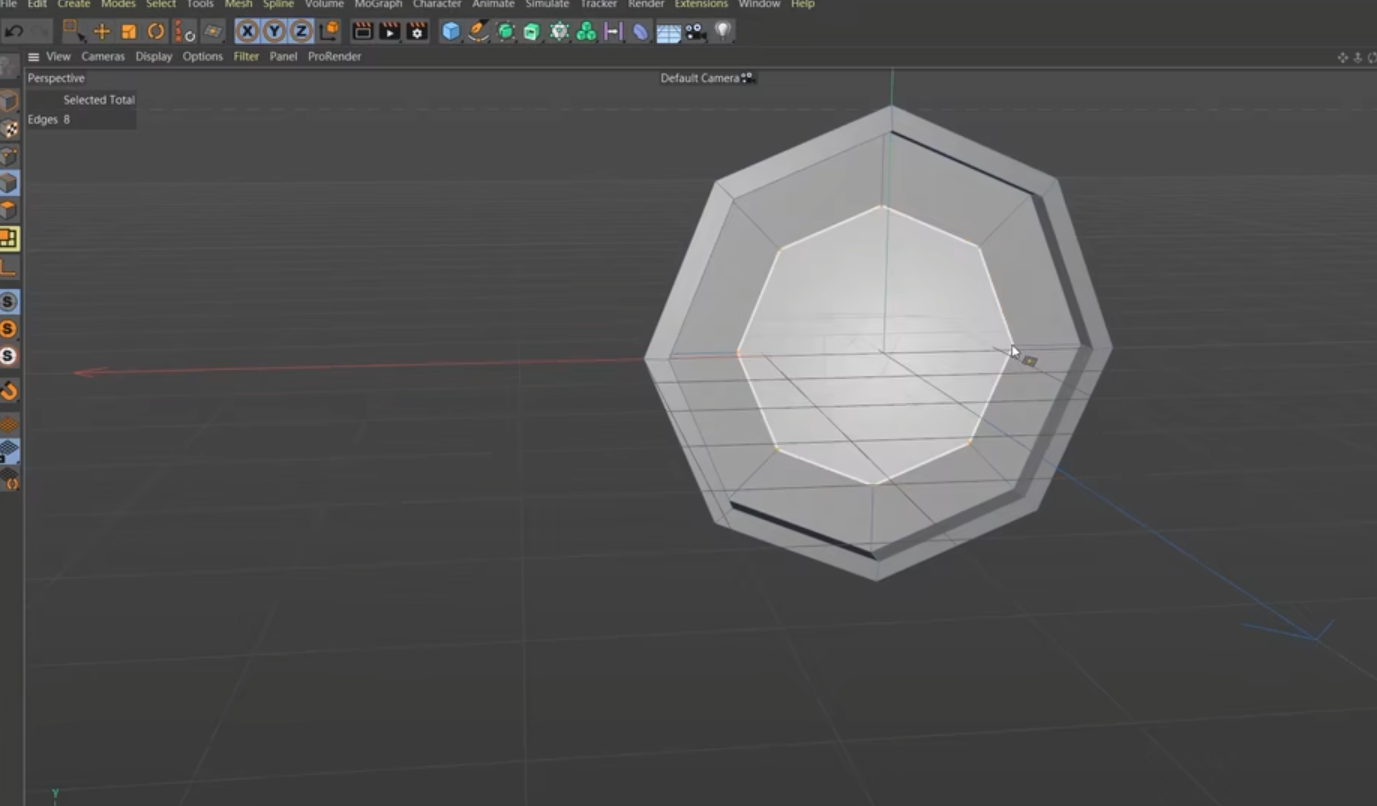 File Edit Create Modes Select Tools Mesh Spline Volume MoGraph Character Animate Simulate Tracker Render Extensions Window Help
X Y Z
View Cameras Display Options Filter Panel ProRender
Perspective
Default Camera
Selected Total
Edges 8
S
S
S
Y